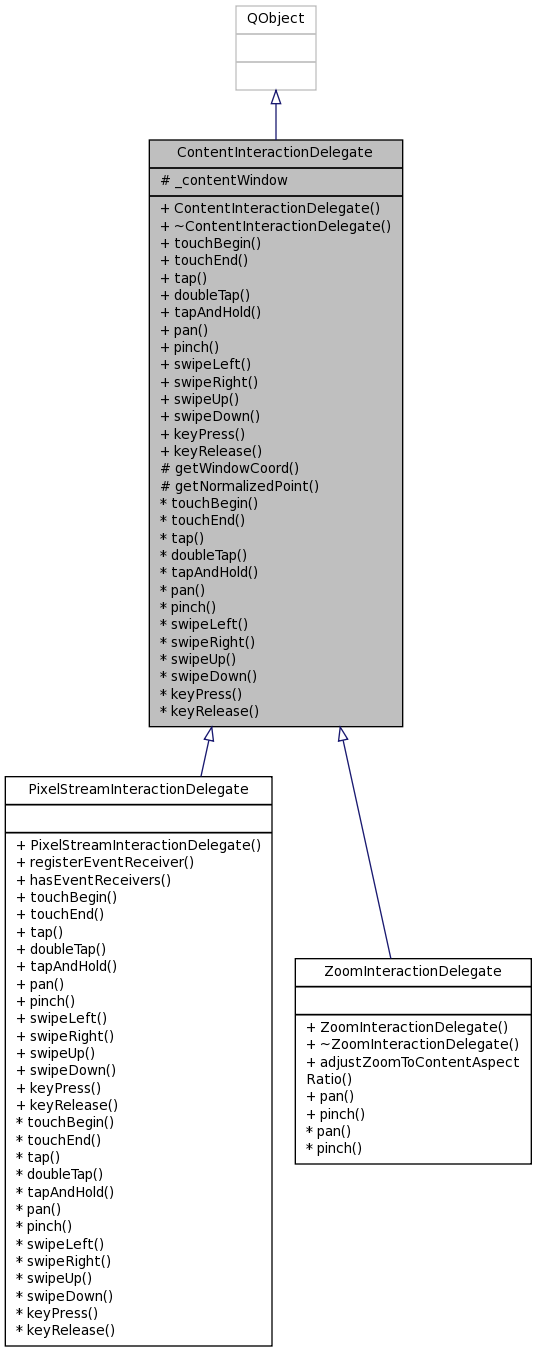 QObject
ContentInteractionDelegate
# _contentWindow
+ ContentInteractionDelegate()
+ ~ContentInteractionDelegate()
+ touchBegin()
+ touchEnd()
+ tap()
+ doubleTap()
+ tapAndHold()
+ pan()
+ pinch()
+ swipeLeft()
+ swipeRight()
+ swipeUp()
+ swipeDown()
+ keyPress()
+ keyRelease()
# getWindowCoord()
# getNormalizedPoint()
* touchBegin()
* touchEnd()
* tap()
* doubleTap()
* tapAndHold()
* pan()
* pinch()
* swipeLeft()
* swipeRight()
* swipeUp()
* swipeDown()
* keyPress()
* keyRelease()
PixelStreamInteractionDelegate
+ PixelStreamInteractionDelegate()
+ registerEventReceiver()
+ hasEventReceivers()
+ touchBegin()
+ touchEnd()
+ tap()
+ doubleTap()
+ tapAndHold()
+ pan()
+ pinch()
+ swipeLeft()
+ swipeRight()
+ swipeUp()
+ swipeDown()
+ keyPress()
+ keyRelease()
* touchBegin()
* touchEnd()
* tap()
* doubleTap()
* tapAndHold()
* pan()
* pinch()
* swipeLeft()
* swipeRight()
* swipeUp()
* swipeDown()
* keyPress()
* keyRelease()
ZoomInteractionDelegate
+ ZoomInteractionDelegate()
+ ~ZoomInteractionDelegate()
+ adjustZoomToContentAspect
Ratio()
+ pan()
+ pinch()
* pan()
* pinch()